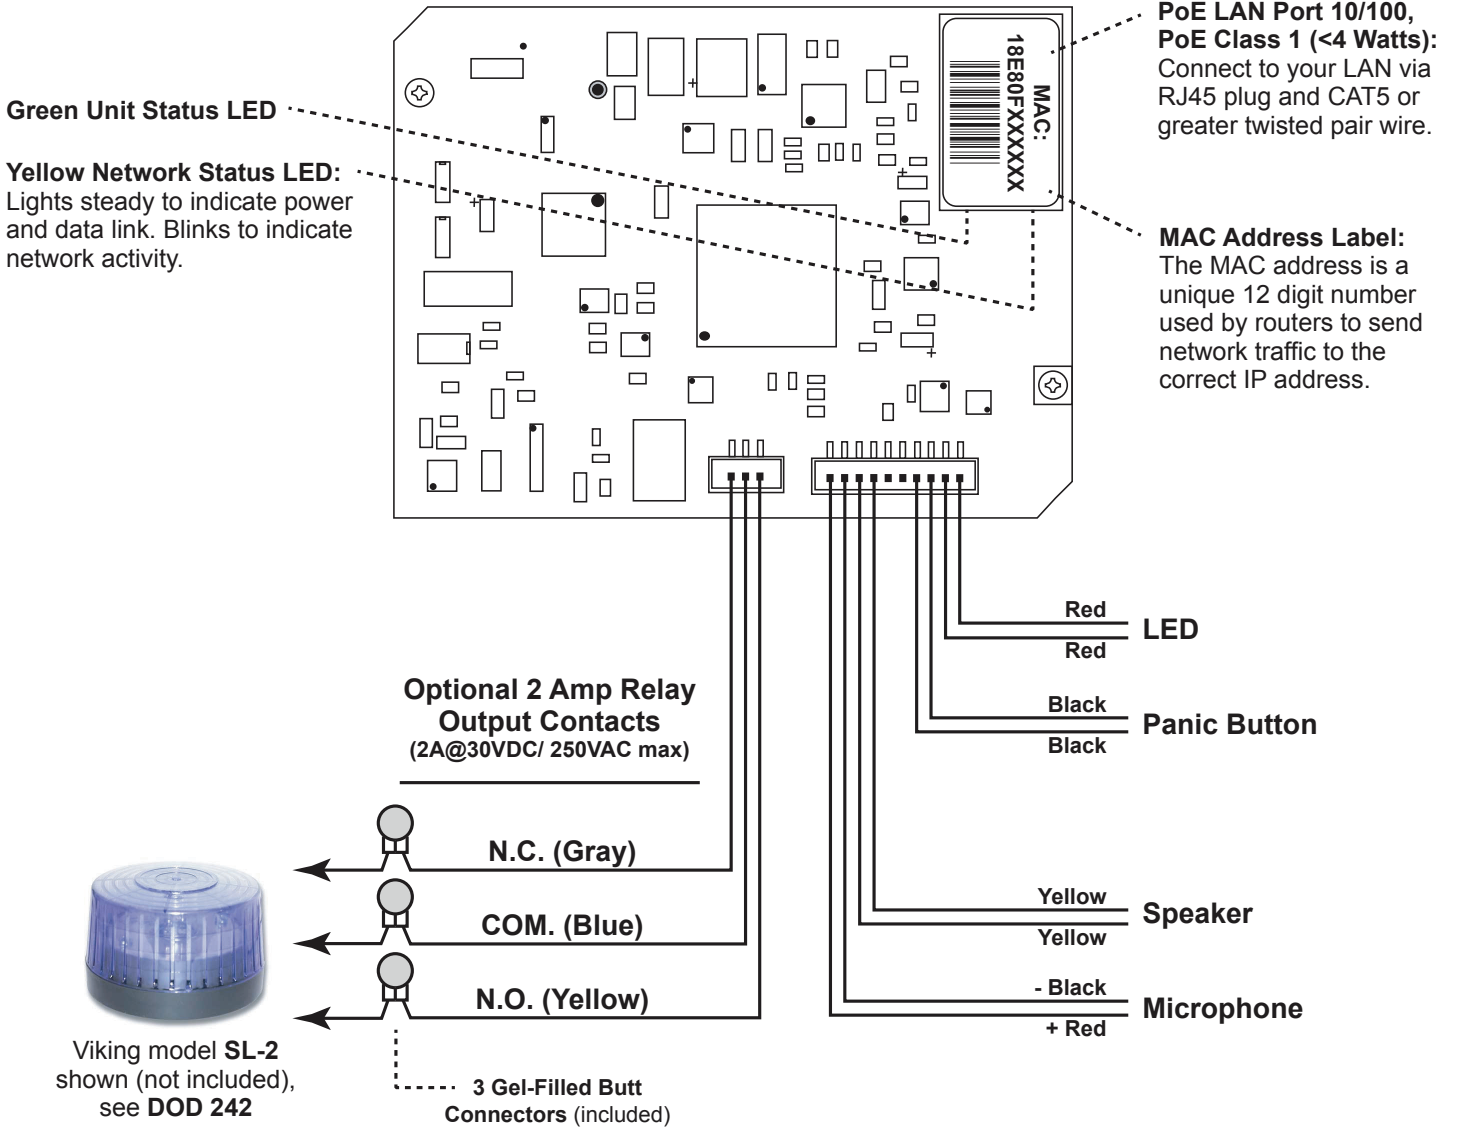 PoE LAN Port 10/100,
PoE Class 1 (<4 Watts):
Connect to your LAN via
RJ45 plug and CAT5 or
greater twisted pair wire.
MAC:
18E80FXXXXXX
Green Unit Status LED
Yellow Network Status LED:
Lights steady to indicate power
and data link. Blinks to indicate
network activity.
MAC Address Label:
The MAC address is a
unique 12 digit number
used by routers to send
network traffic to the
correct IP address.
+
+
+
+
Red
LED
Red
Optional 2 Amp Relay
Output Contacts
(2A@30VDC/ 250VAC max)
Black
Panic Button
Black
N.C. (Gray)
COM. (Blue)
N.O. (Yellow)
Yellow
Speaker
Yellow
- Black
Microphone
+ Red
Viking model SL-2
shown (not included),
see DOD 242
3 Gel-Filled Butt
Connectors (included)